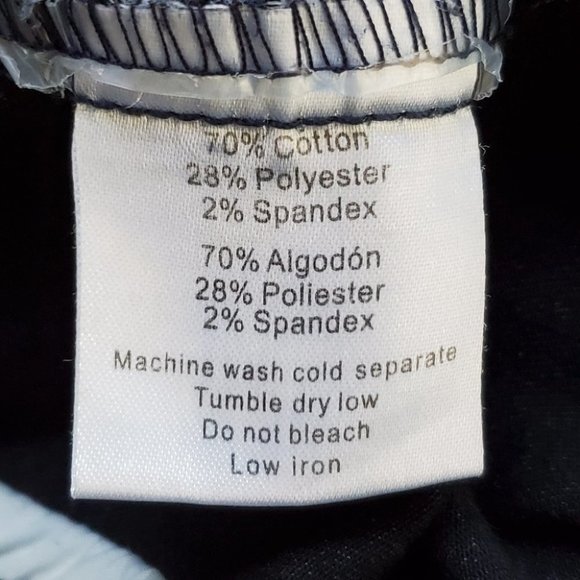 70% Cotton
28% Polyester
2% Spandex
70% Algodón
28% Poliester
2% Spandex
Machine wash cold separate
Tumble dry low
Do not bleach
Low iron